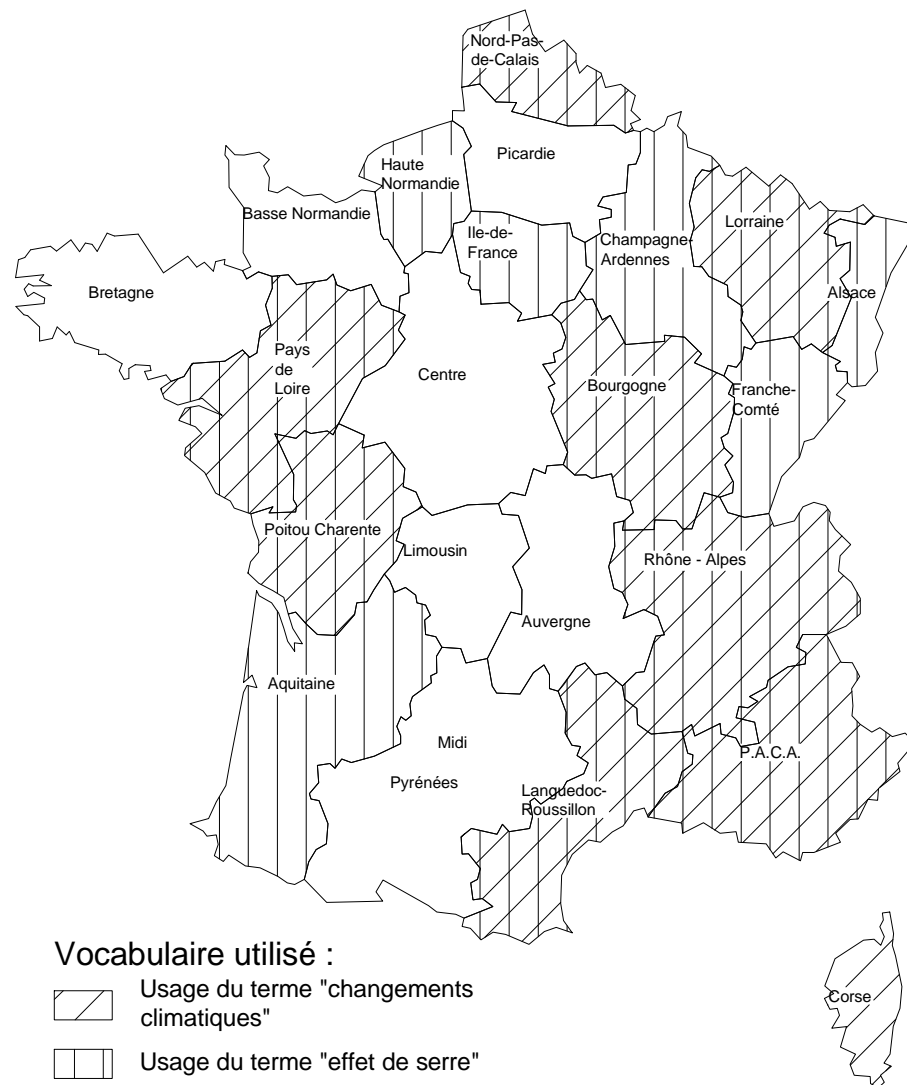 Nord-Pas-
de-Calais
Picardie
Haute
Normandie
Basse Normandie
Ile-de-
France
Champagne-
Ardennes
Lorraine
Alsace
Bretagne
Pays
de
Loire
Centre
Bourgogne
Franche-
Comté
Poitou Charente
Limousin
Rhône - Alpes
Auvergne
Aquitaine
Midi
Pyrénées
P.A.C.A.
Languedoc-
Roussillon
Corse
Vocabulaire utilisé :
Usage du terme "changements
climatiques"
Usage du terme "effet de serre"